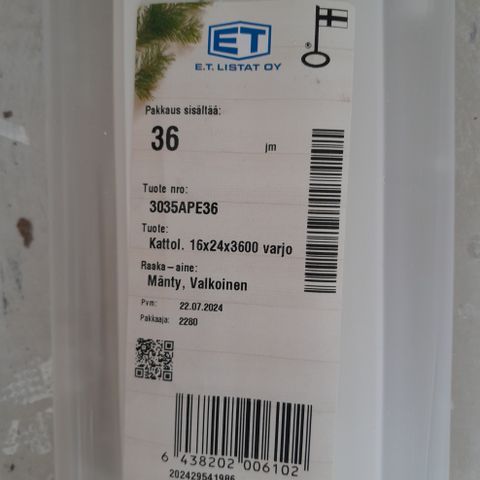 ET
E.T. LISTAT OY
Pakkaus sisältää:
36 jm
Tuote nro:
3035APE36
Tuote:
Kattol. 16x24x3600 varjo
Raaka-aine:
Mänty, Valkoinen
Pvm: 22.07.2024
Pakkaaja: 2280
6 438202 006102
202429541986